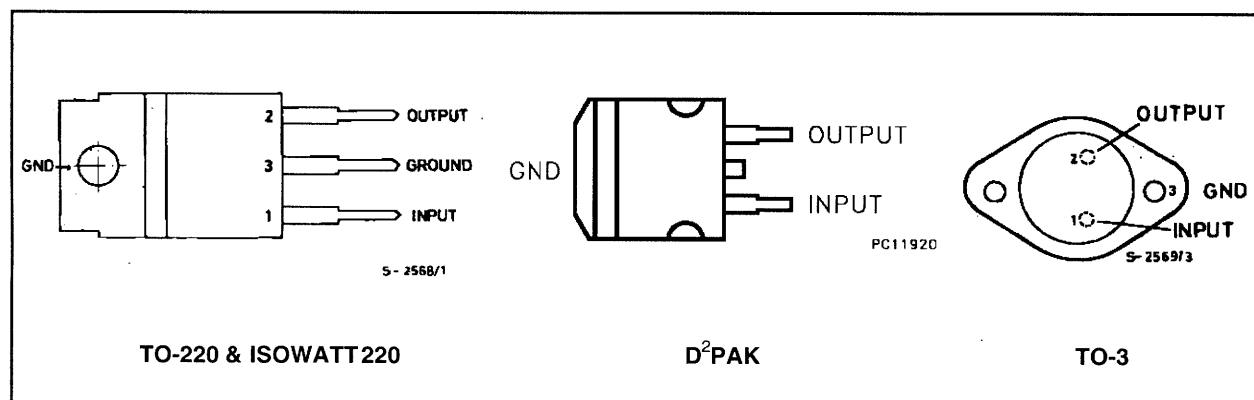 2 OUTPUT
GND 3 GROUND
1 INPUT
S-2568/1
TO-220 & ISOWATT220
OUTPUT
GND
INPUT
PC11920
D²PAK
OUTPUT
2
3 GND
1 INPUT
S-2569/3
TO-3